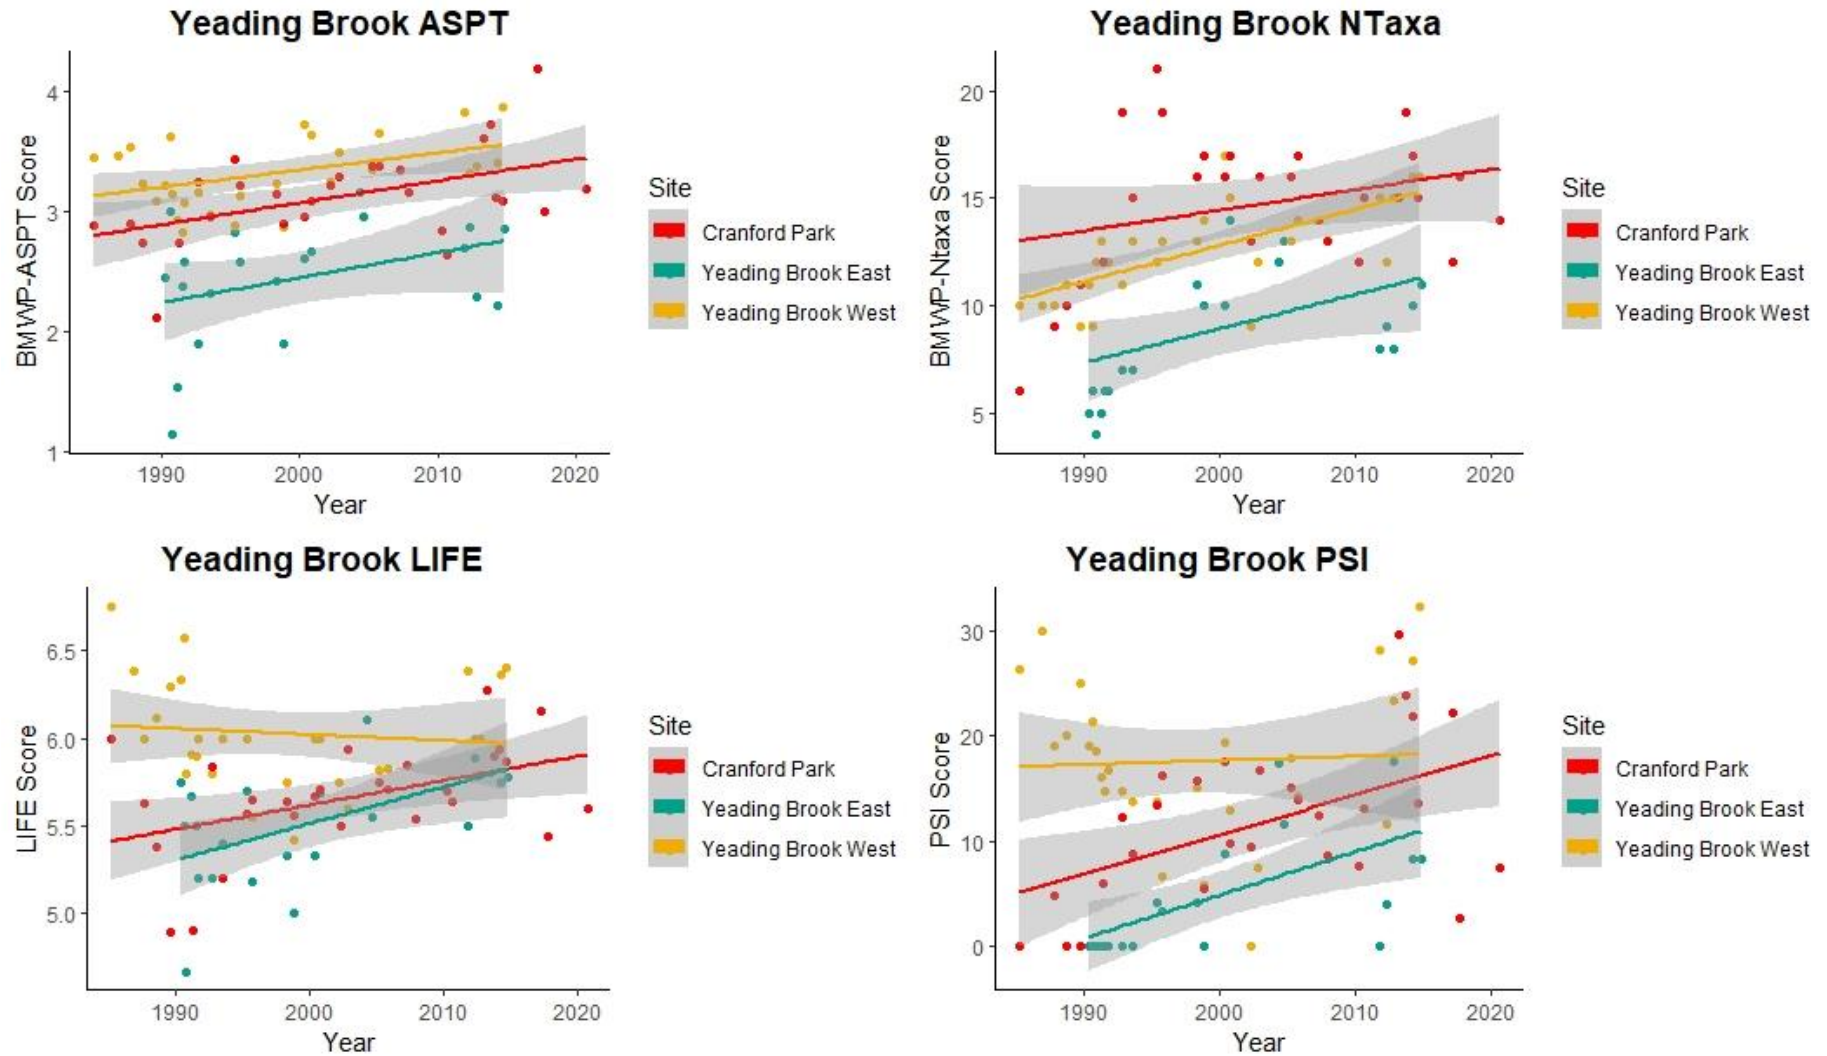 Yeading Brook ASPT
BMWP-ASPT Score
4
3
2
1
1990 2000 2010 2020
Year
Site
Cranford Park
Yeading Brook East
Yeading Brook West
Yeading Brook NTaxa
BMWP-Ntaxa Score
20
15
10
5
1990 2000 2010 2020
Year
Site
Cranford Park
Yeading Brook East
Yeading Brook West
Yeading Brook LIFE
LIFE Score
6.5
6.0
5.5
5.0
1990 2000 2010 2020
Year
Site
Cranford Park
Yeading Brook East
Yeading Brook West
Yeading Brook PSI
PSI Score
30
20
10
0
1990 2000 2010 2020
Year
Site
Cranford Park
Yeading Brook East
Yeading Brook West